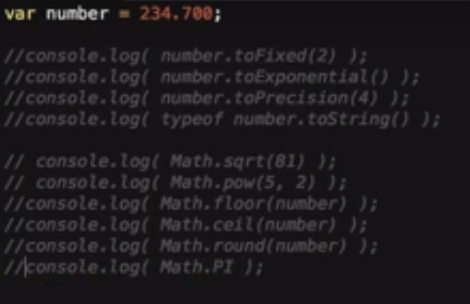 var number = 234.700;
//console.log( number.toFixed(2) );
//console.log( number.toExponential() );
//console.log( number.toPrecision(4) );
//console.log( typeof number.toString() );
// console.log( Math.sqrt(81) );
// console.log( Math.pow(5, 2) );
//console.log( Math.floor(number) );
//console.log( Math.ceil(number) );
//console.log( Math.round(number) );
//console.log( Math.PI );